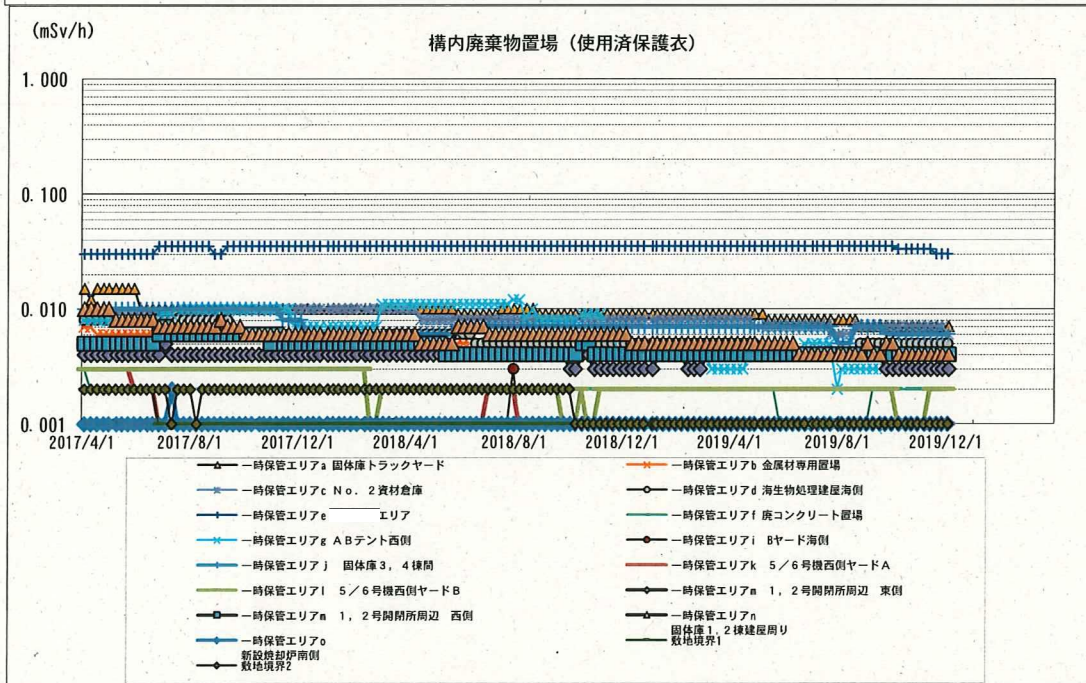 (mSv/h)
構内廃棄物置場（使用済保護衣）
1.000
0.100
0.010
0.001
2017/4/1 2017/8/1 2017/12/1 2018/4/1 2018/8/1 2018/12/1 2019/4/1 2019/8/1 2019/12/1
一時保管エリアa 固体庫トラックヤード
一時保管エリアb 金属材専用置場
一時保管エリアc No．2資材倉庫
一時保管エリアd 海生物処理建屋海側
一時保管エリアe エリア
一時保管エリアf 廃コンクリート置場
一時保管エリアg ABテント西側
一時保管エリアi Bヤード海側
一時保管エリアj 固体庫3，4棟間
一時保管エリアk 5／6号機西側ヤードA
一時保管エリアl 5／6号機西側ヤードB
一時保管エリアm 1，2号開閉所周辺 東側
一時保管エリアm 1，2号開閉所周辺 西側
一時保管エリアn
固体庫1,2棟建屋周り
一時保管エリアo
敷地境界1
新設焼却炉南側
敷地境界2